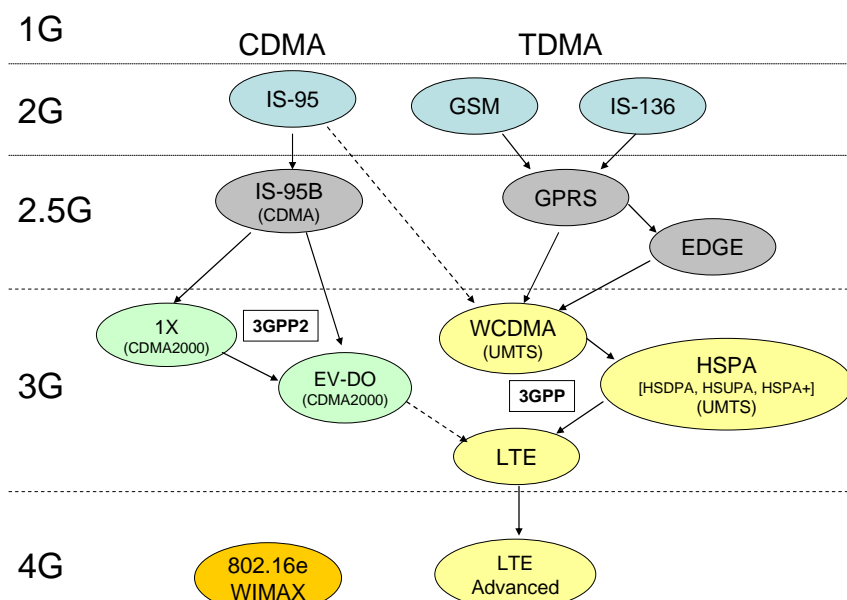 1G
CDMA
TDMA
2G
IS-95
GSM
IS-136
2.5G
IS-95B
(CDMA)
GPRS
EDGE
3G
1X
(CDMA2000)
3GPP2
WCDMA
(UMTS)
EV-DO
(CDMA2000)
3GPP
HSPA
[HSDPA, HSUPA, HSPA+]
(UMTS)
LTE
4G
802.16e
WIMAX
LTE
Advanced